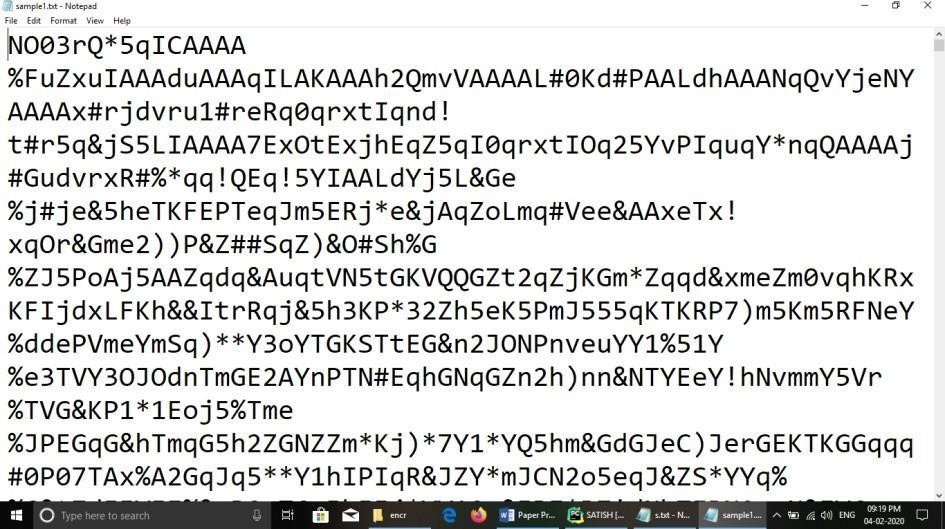 sample1.txt - Notepad
File Edit Format View Help
NO03rQ*5qICAAAA
%FuZxuIAAAduAAAqILAKAAAh2QmvVAAAAL#0Kd#PAALdhAAANqQvYjeNY
AAAAx#rjdvru1#reRq0qrxtIqnd!
t#r5q&jS5LIAAAA7ExOtExjhEqZ5qI0qrxtIOq25YvPIquqY*nqQAAAAj
#GudvrxR#%*qq!QEq!5YIAALdYj5L&Ge
%j#je&5heTKFEPTeqJm5ERj*e&jAqZoLmq#Vee&AAxeTx!
xqOr&Gme2))P&Z##SqZ)&O#Sh%G
%ZJ5PoAj5AAZqdq&AuqtVN5tGKVQQGZt2qZjKGm*Zqqd&xmeZm0vqhKRx
KFIjdxLFKh&&ItrRqj&5h3KP*32Zh5eK5PmJ555qKTKRP7)m5Km5RFNeY
%ddePVmeYmSq)**Y3oYTGKSTtEG&n2JONPnveuYY1%51Y
%e3TVY3OJOdnTmGE2AYnPTN#EqhGNqGZn2h)nn&NTYEeY!hNvmmY5Vr
%TVG&KP1*1Eoj5%Tme
%JPEGqG&hTmqG5h2ZGNZZm*Kj)*7Y1*YQ5hm&GdGJeC)JerGEKTKGGqqq
#0P07TAx%A2GqJq5**Y1hIPIqR&JZY*mJCN2o5eqJ&ZS*YYq%
Type here to search
encr
Paper Pr...
SATISH [...
s.txt - N...
sample1....
ENG
09:19 PM
04-02-2020